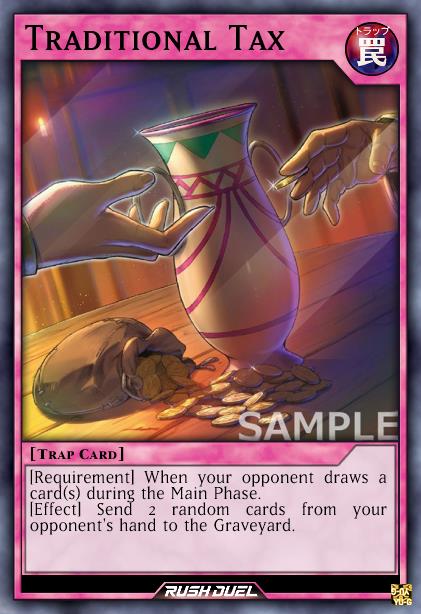 Traditional Tax
トラップ
罠
SAMPLE
[Trap Card]
[Requirement] When your opponent draws a
card(s) during the Main Phase.
[Effect] Send 2 random cards from your
opponent's hand to the Graveyard.
RUSH DUEL